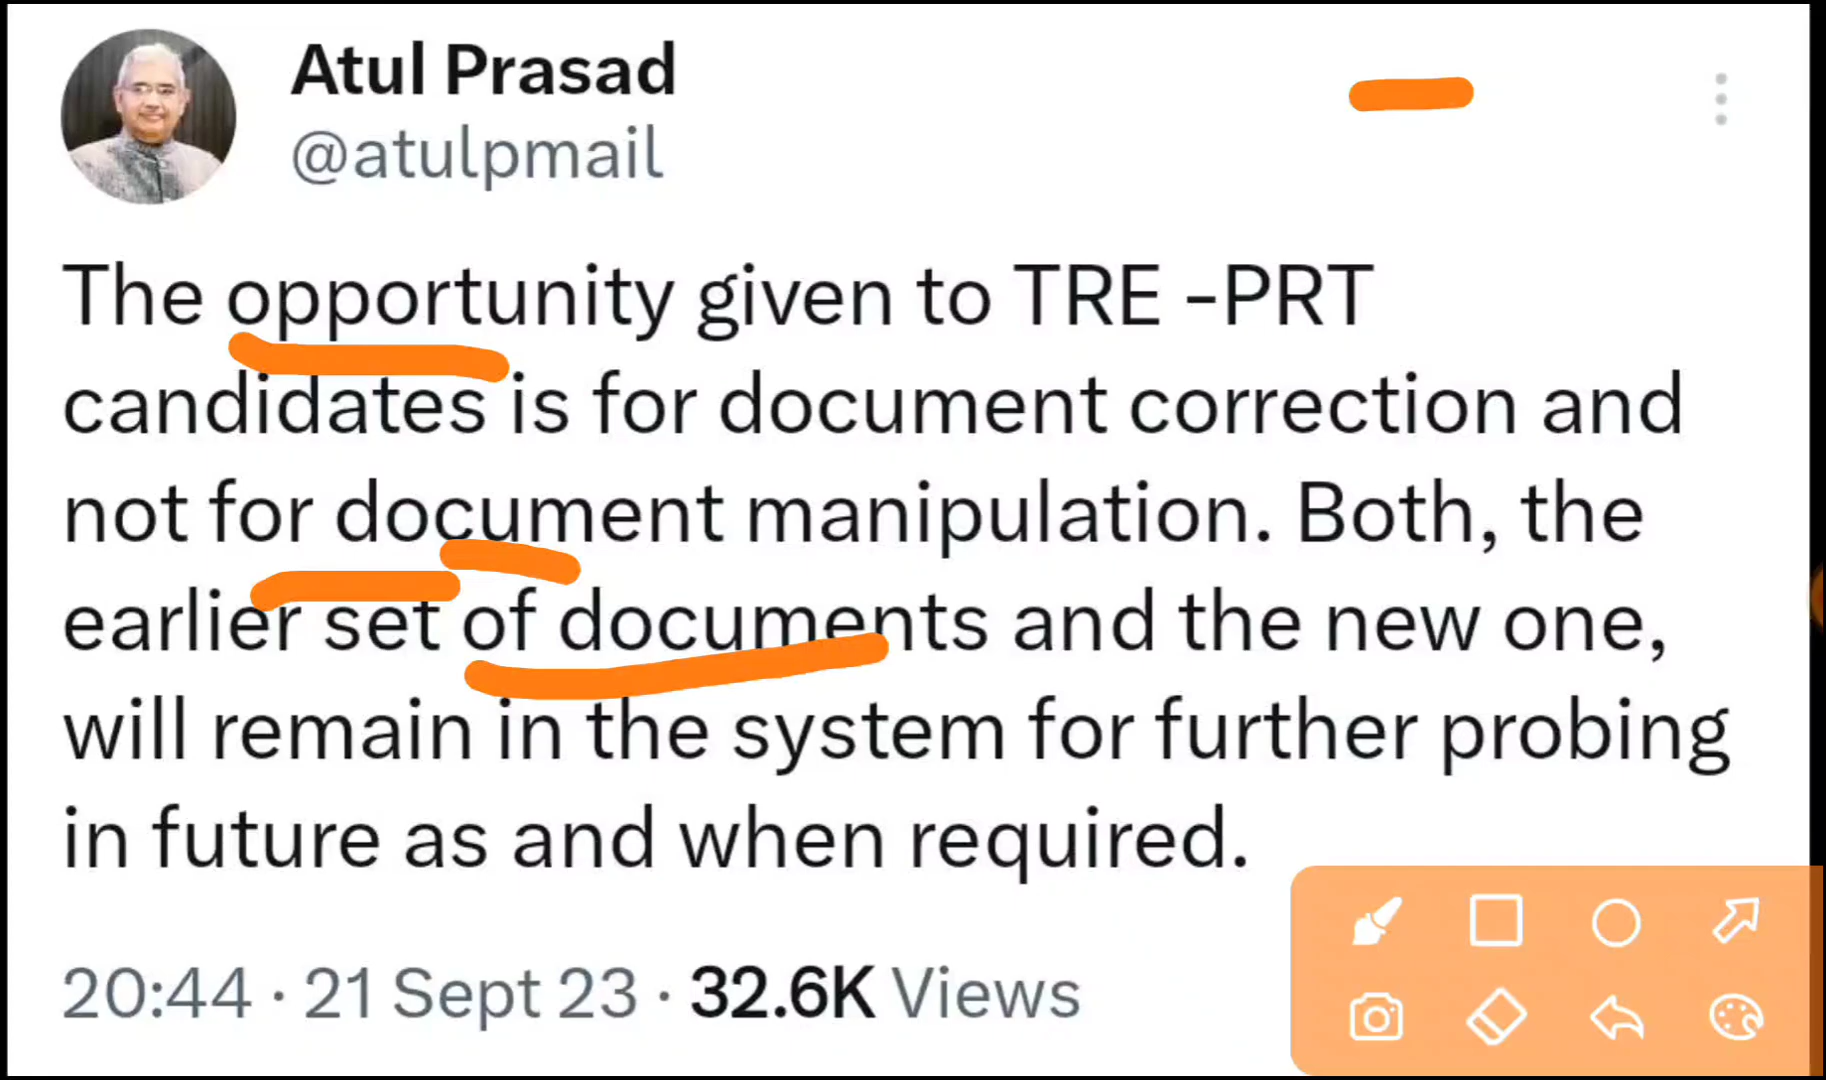 Atul Prasad
@atulpmail
The opportunity given to TRE -PRT
candidates is for document correction and
not for document manipulation. Both, the
earlier set of documents and the new one,
will remain in the system for further probing
in future as and when required.
20:44 · 21 Sept 23 · 32.6K Views